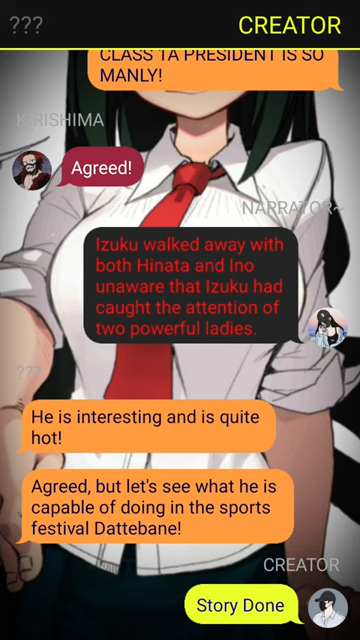 ???
CREATOR
CLASS 1A PRESIDENT IS SO
MANLY!
KIRISHIMA
Agreed!
NARRATOR~
Izuku walked away with
both Hinata and Ino
unaware that Izuku had
caught the attention of
two powerful ladies.
???
He is interesting and is quite
hot!
Agreed, but let's see what he is
capable of doing in the sports
festival Dattebane!
CREATOR
Story Done